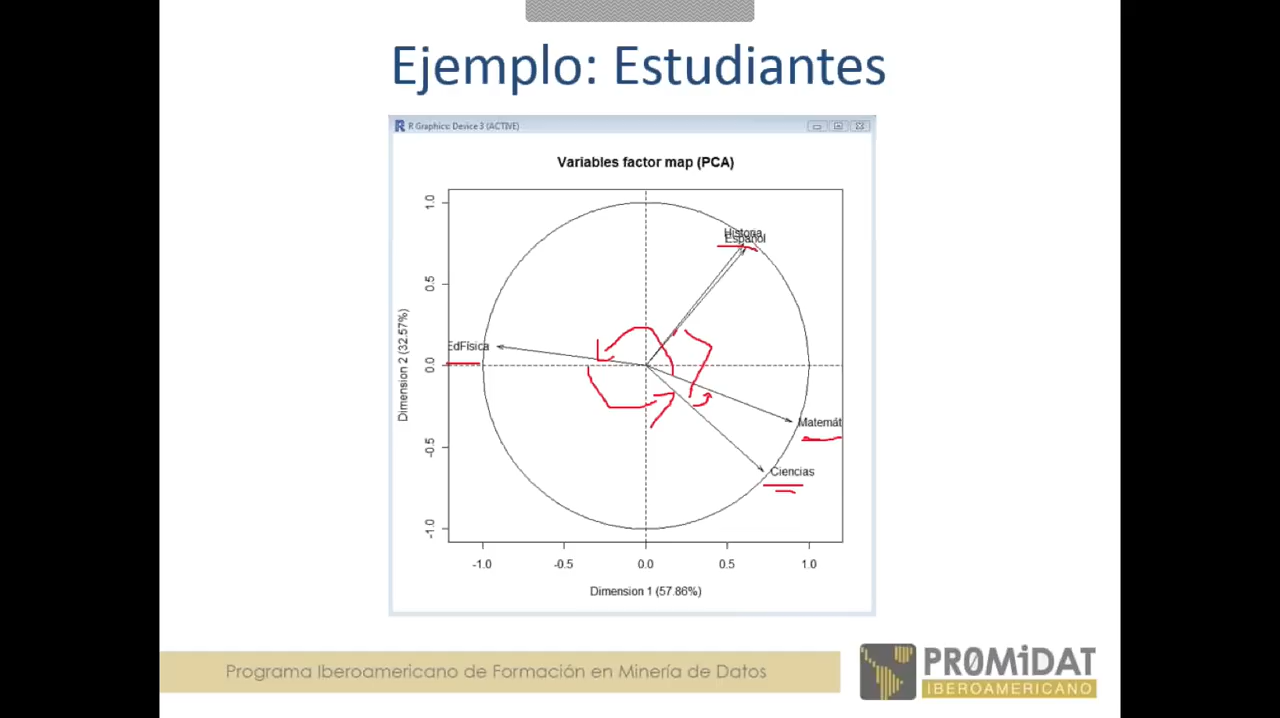 Ejemplo: Estudiantes
R Graphics: Device 3 (ACTIVE)
Variables factor map (PCA)
1.0
0.5
0.0
-0.5
-1.0
Dimension 2 (32.57%)
Historia
Español
EdFísica
Matemát
Ciencias
-1.0
-0.5
0.0
0.5
1.0
Dimension 1 (57.86%)
Programa Iberoamericano de Formación en Minería de Datos
PR0MiDAT
IBEROAMERICANO